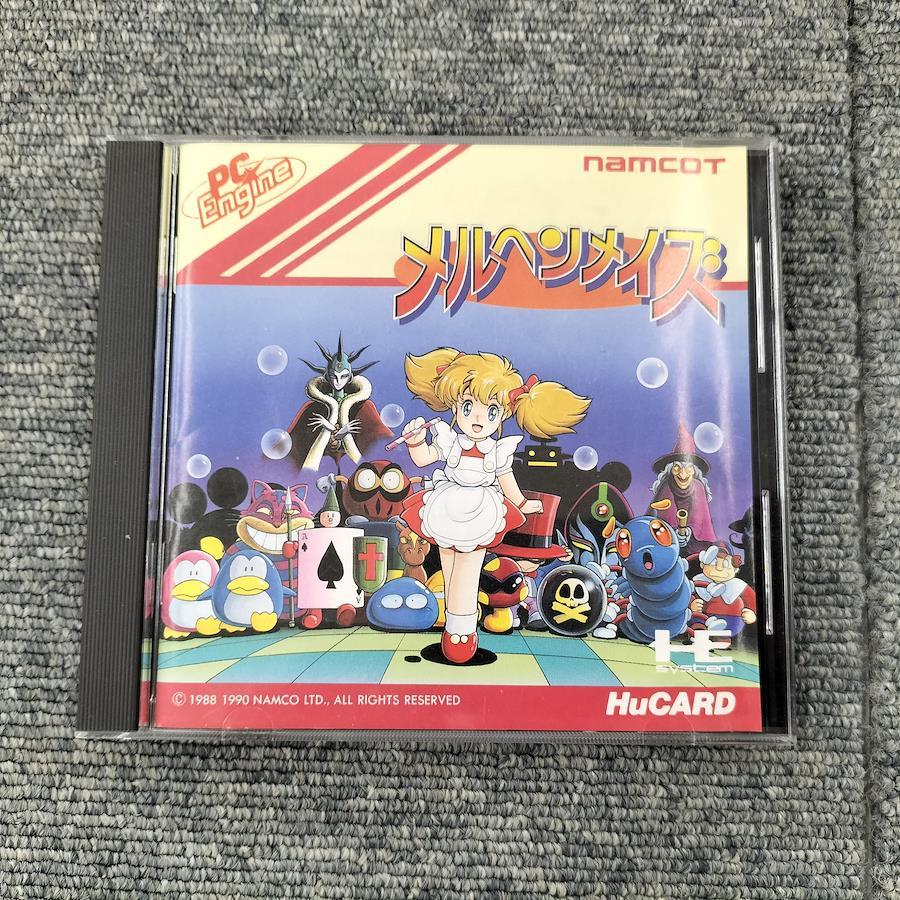 PC Engine
namcot
メルヘンメイズ
A
A
HE system
© 1988 1990 NAMCO LTD., ALL RIGHTS RESERVED
HuCARD